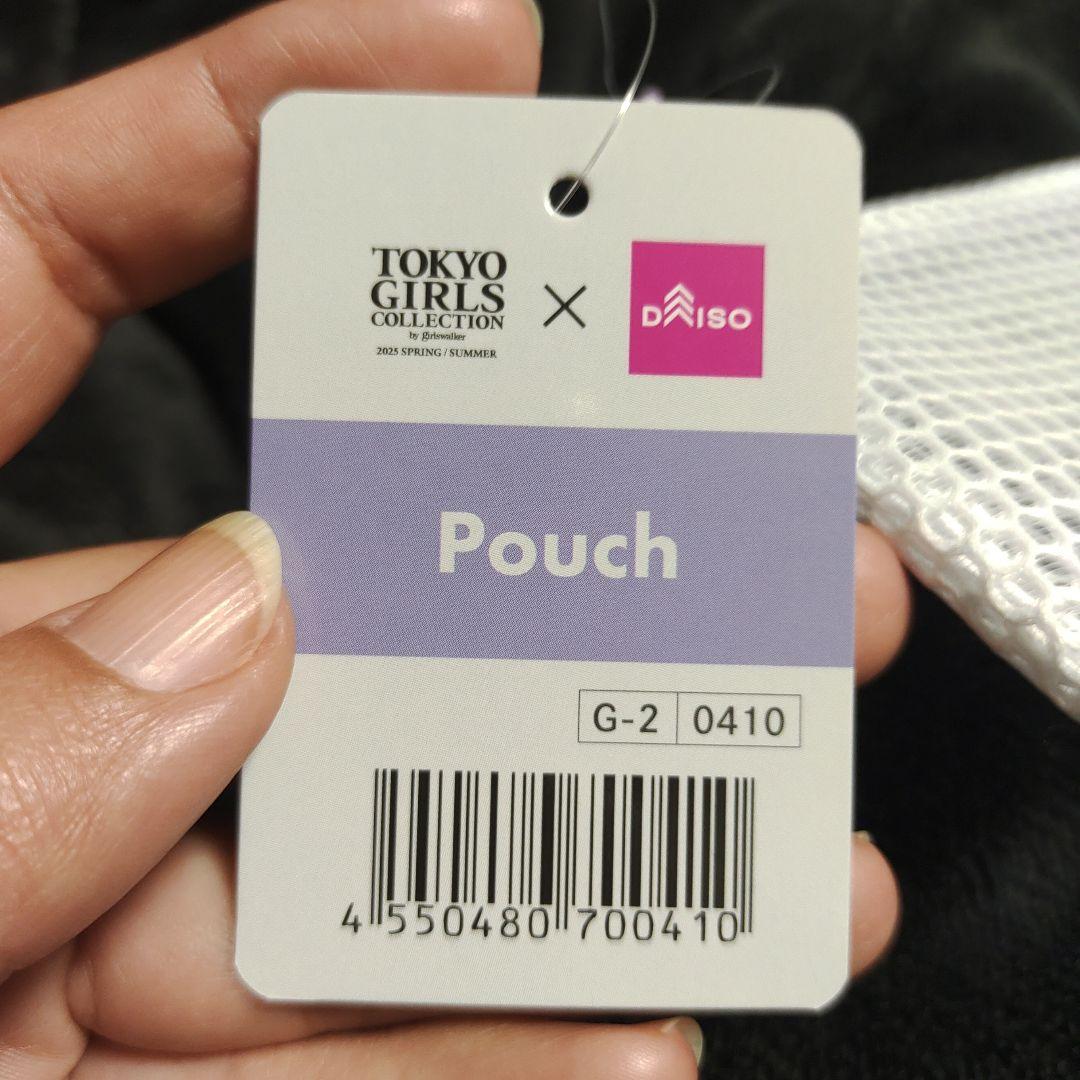 TOKYO
GIRLS
COLLECTION
by girlswalker
2025 SPRING / SUMMER
×
DAISO
Pouch
G-2 0410
4 550480 700410